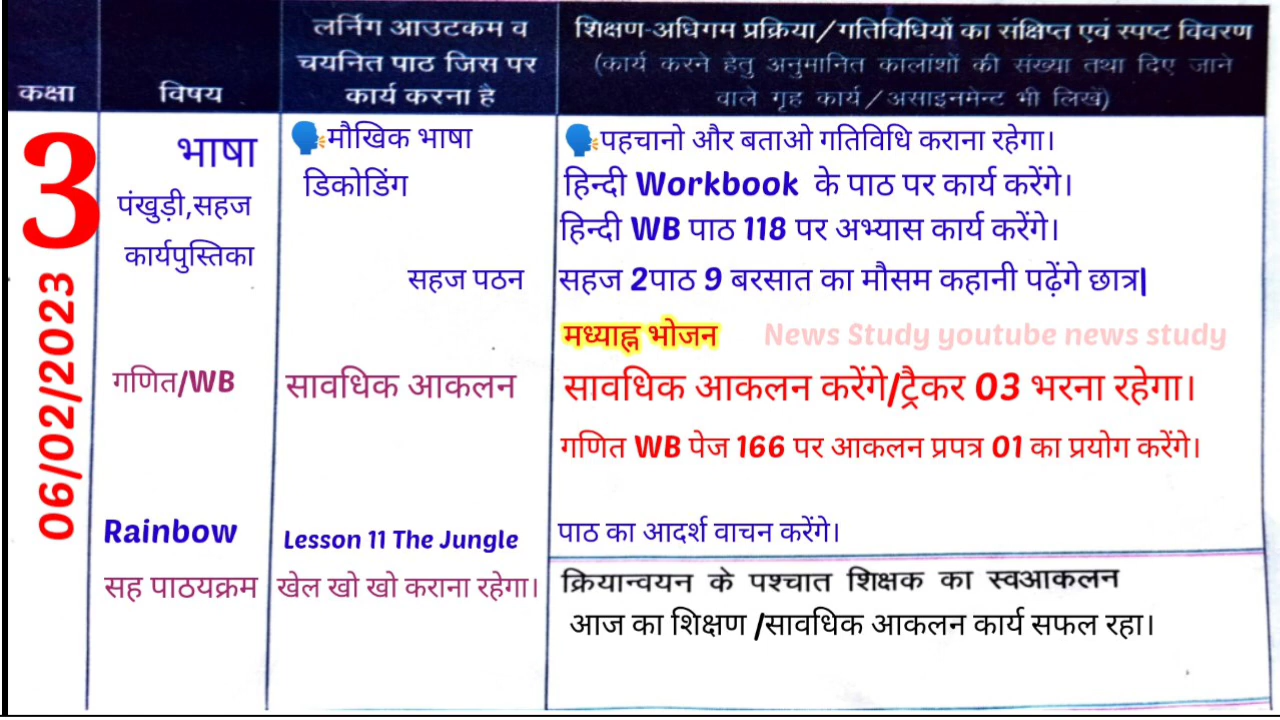 कक्षा
विषय
लर्निंग आउटकम व
चयनित पाठ जिस पर
कार्य करना है
शिक्षण-अधिगम प्रक्रिया/गतिविधियों का संक्षिप्त एवं स्पष्ट विवरण
(कार्य करने हेतु अनुमानित कालांशों की संख्या तथा दिए जाने
वाले गृह कार्य/असाइनमेन्ट भी लिखें)
3
06/02/2023
भाषा
पंखुड़ी,सहज
कार्यपुस्तिका
🗣️मौखिक भाषा
डिकोडिंग
सहज पठन
🗣️पहचानो और बताओ गतिविधि कराना रहेगा।
हिन्दी Workbook के पाठ पर कार्य करेंगे।
हिन्दी WB पाठ 118 पर अभ्यास कार्य करेंगे।
सहज 2पाठ 9 बरसात का मौसम कहानी पढ़ेंगे छात्र|
मध्याह्न भोजन
News Study youtube news study
गणित/WB
सावधिक आकलन
सावधिक आकलन करेंगे/ट्रैकर 03 भरना रहेगा।
गणित WB पेज 166 पर आकलन प्रपत्र 01 का प्रयोग करेंगे।
Rainbow
Lesson 11 The Jungle
पाठ का आदर्श वाचन करेंगे।
सह पाठयक्रम
खेल खो खो कराना रहेगा।
क्रियान्वयन के पश्चात शिक्षक का स्वआकलन
आज का शिक्षण /सावधिक आकलन कार्य सफल रहा।